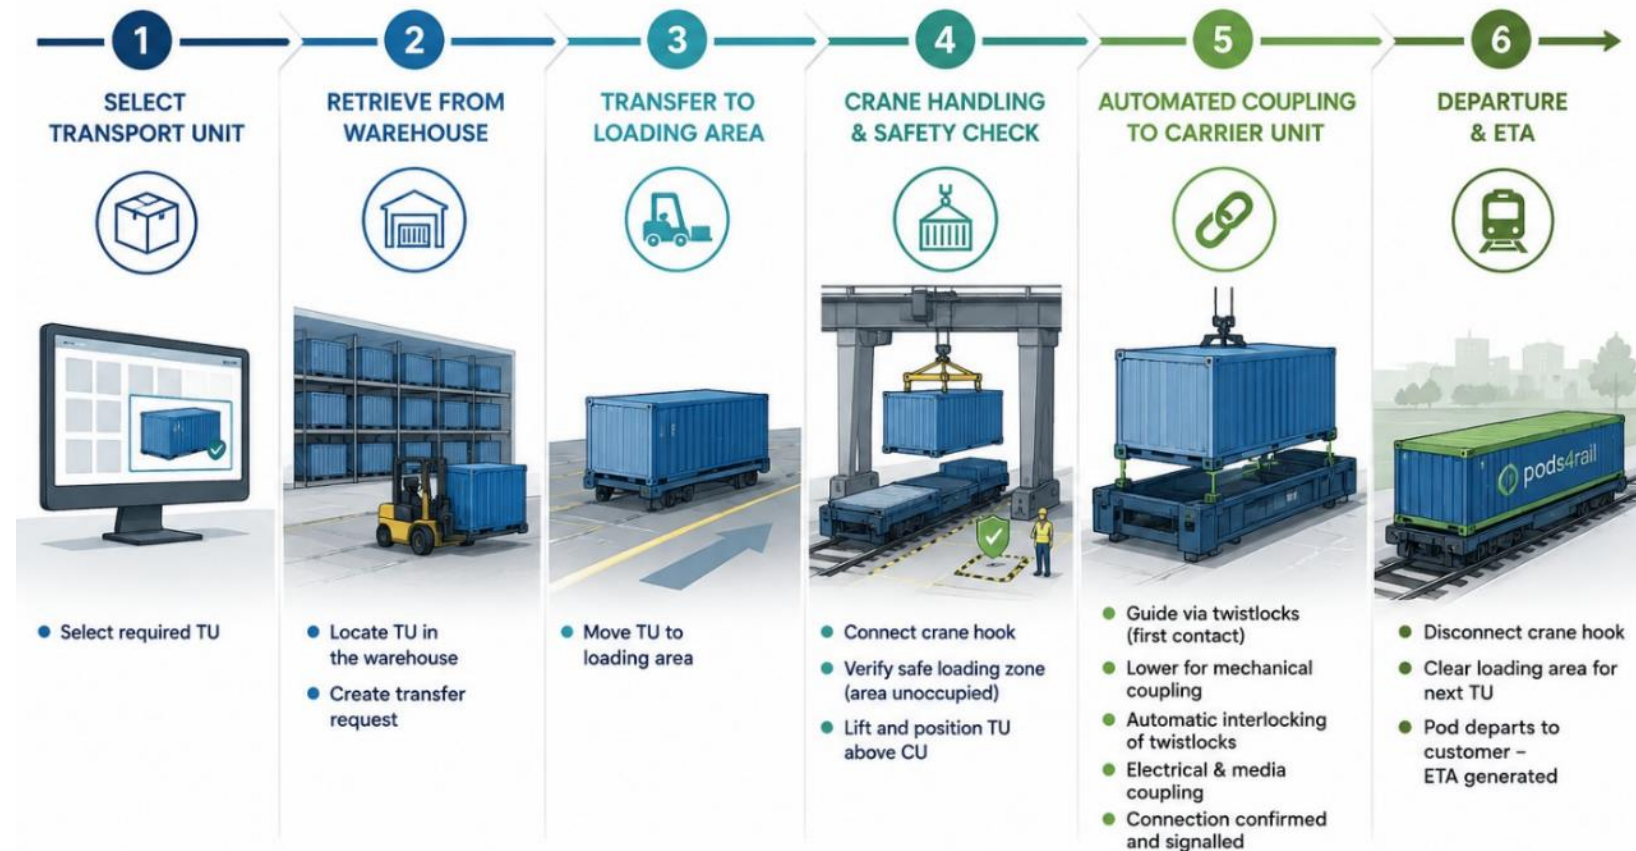 1
SELECT
TRANSPORT UNIT
Select required TU
2
RETRIEVE FROM
WAREHOUSE
Locate TU in
the warehouse
Create transfer
request
3
TRANSFER TO
LOADING AREA
Move TU to
loading area
4
CRANE HANDLING
& SAFETY CHECK
Connect crane hook
Verify safe loading zone
(area unoccupied)
Lift and position TU
above CU
5
AUTOMATED COUPLING
TO CARRIER UNIT
Guide via twistlocks
(first contact)
Lower for mechanical
coupling
Automatic interlocking
of twistlocks
Electrical & media
coupling
Connection confirmed
and signalled
6
DEPARTURE
& ETA
pods4rail
Disconnect crane hook
Clear loading area for
next TU
Pod departs to
customer –
ETA generated